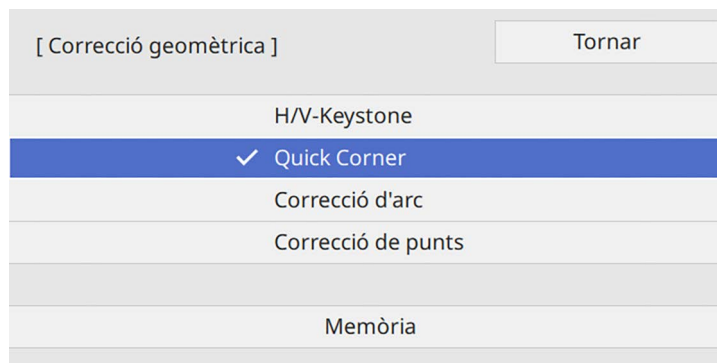 [ Correcció geomètrica ]
Tornar
H/V-Keystone
Quick Corner
Correcció d'arc
Correcció de punts
Memòria